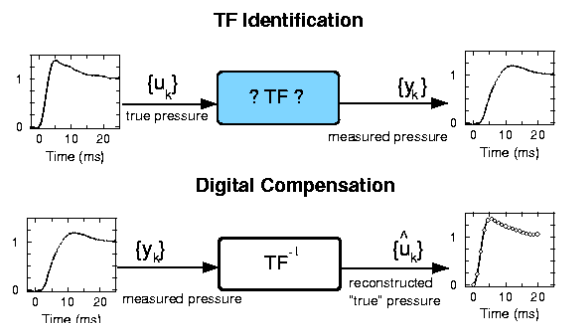 TF Identification
1
0
0 10 20
Time (ms)
{u_k}
true pressure
? TF ?
{y_k}
measured pressure
1
0
0 10 20
Time (ms)
Digital Compensation
1
0
0 10 20
Time (ms)
{y_k}
measured pressure
TF^-1
{û_k}
reconstructed
"true" pressure
1
0
0 10 20
Time (ms)